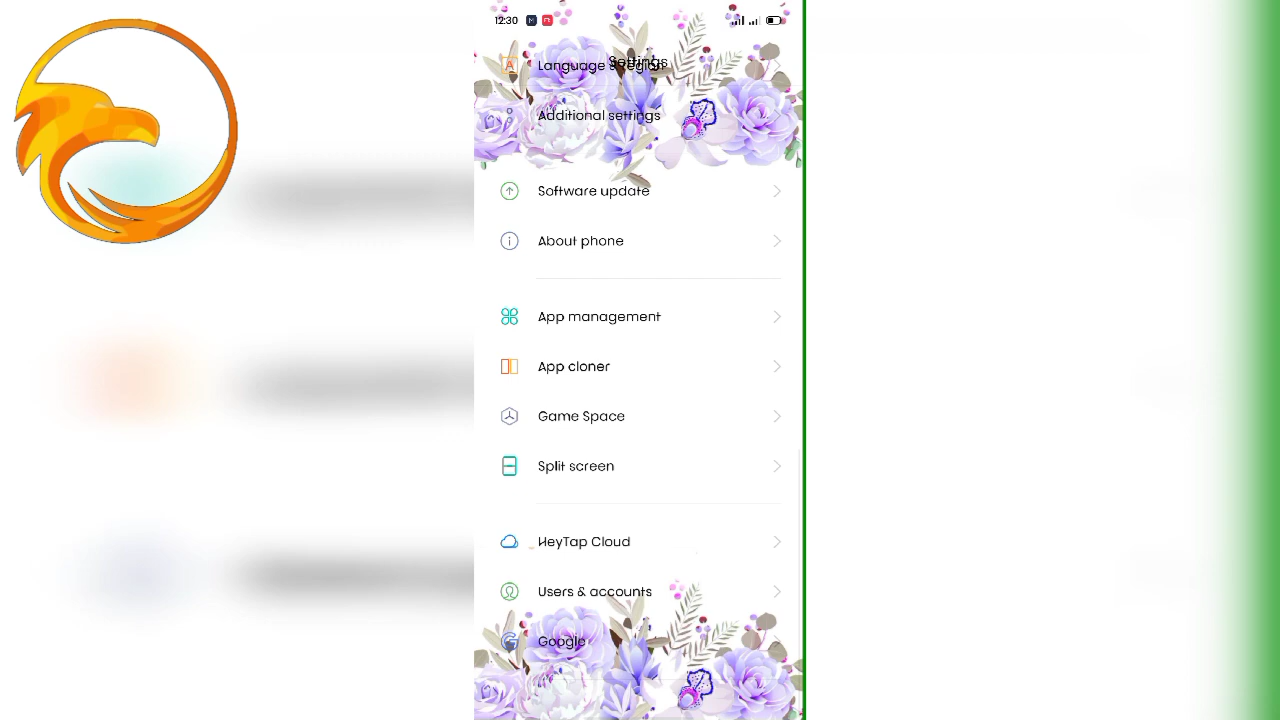 12:30
Settings
Language & Region
Additional settings
Software update
About phone
App management
App cloner
Game Space
Split screen
HeyTap Cloud
Users & accounts
Google